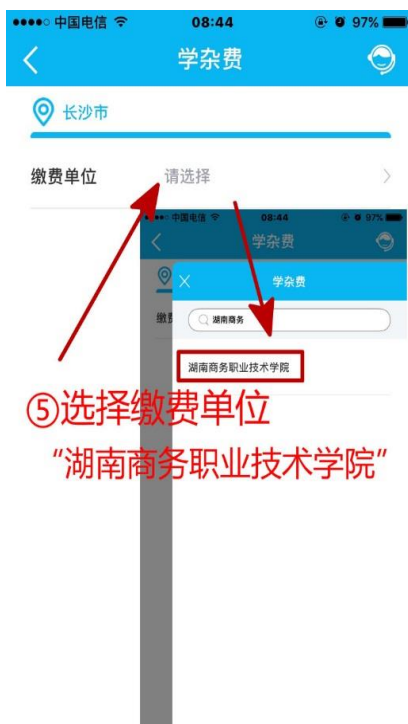 中国电信 08:44 97%
学杂费
长沙市
缴费单位 请选择
中国电信 08:44 97%
学杂费
学杂费
缴费
湖南商务
湖南商务职业技术学院
⑤选择缴费单位
“湖南商务职业技术学院”